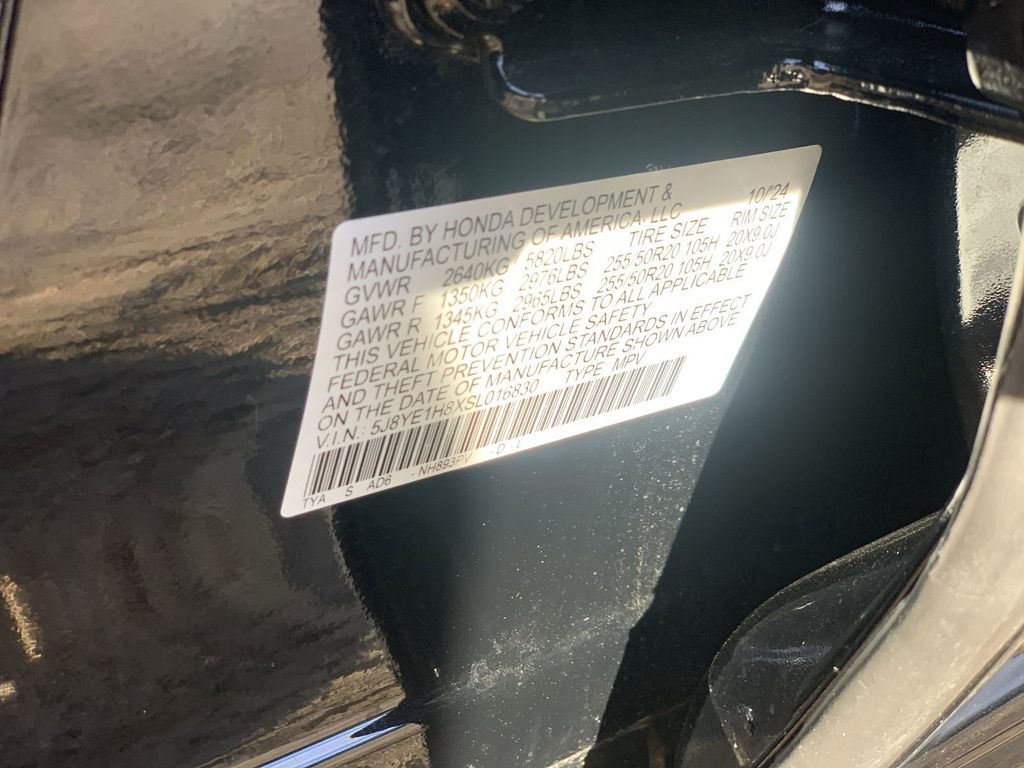 MFD. BY HONDA DEVELOPMENT & 10/'24
MANUFACTURING OF AMERICA, LLC
GVWR 2640KG 5820LBS TIRE SIZE RIM SIZE
GAWR F 1350KG 2976LBS 255/50R20 105H 20X9.0J
GAWR R 1345KG 2965LBS 255/50R20 105H 20X9.0J
THIS VEHICLE CONFORMS TO ALL APPLICABLE
FEDERAL MOTOR VEHICLE SAFETY
AND THEFT PREVENTION STANDARDS IN EFFECT
ON THE DATE OF MANUFACTURE SHOWN ABOVE
V.I.N.: 5J8YE1H8XSL016830 TYPE MPV
TYA S AD6 - NH893PV - D - L